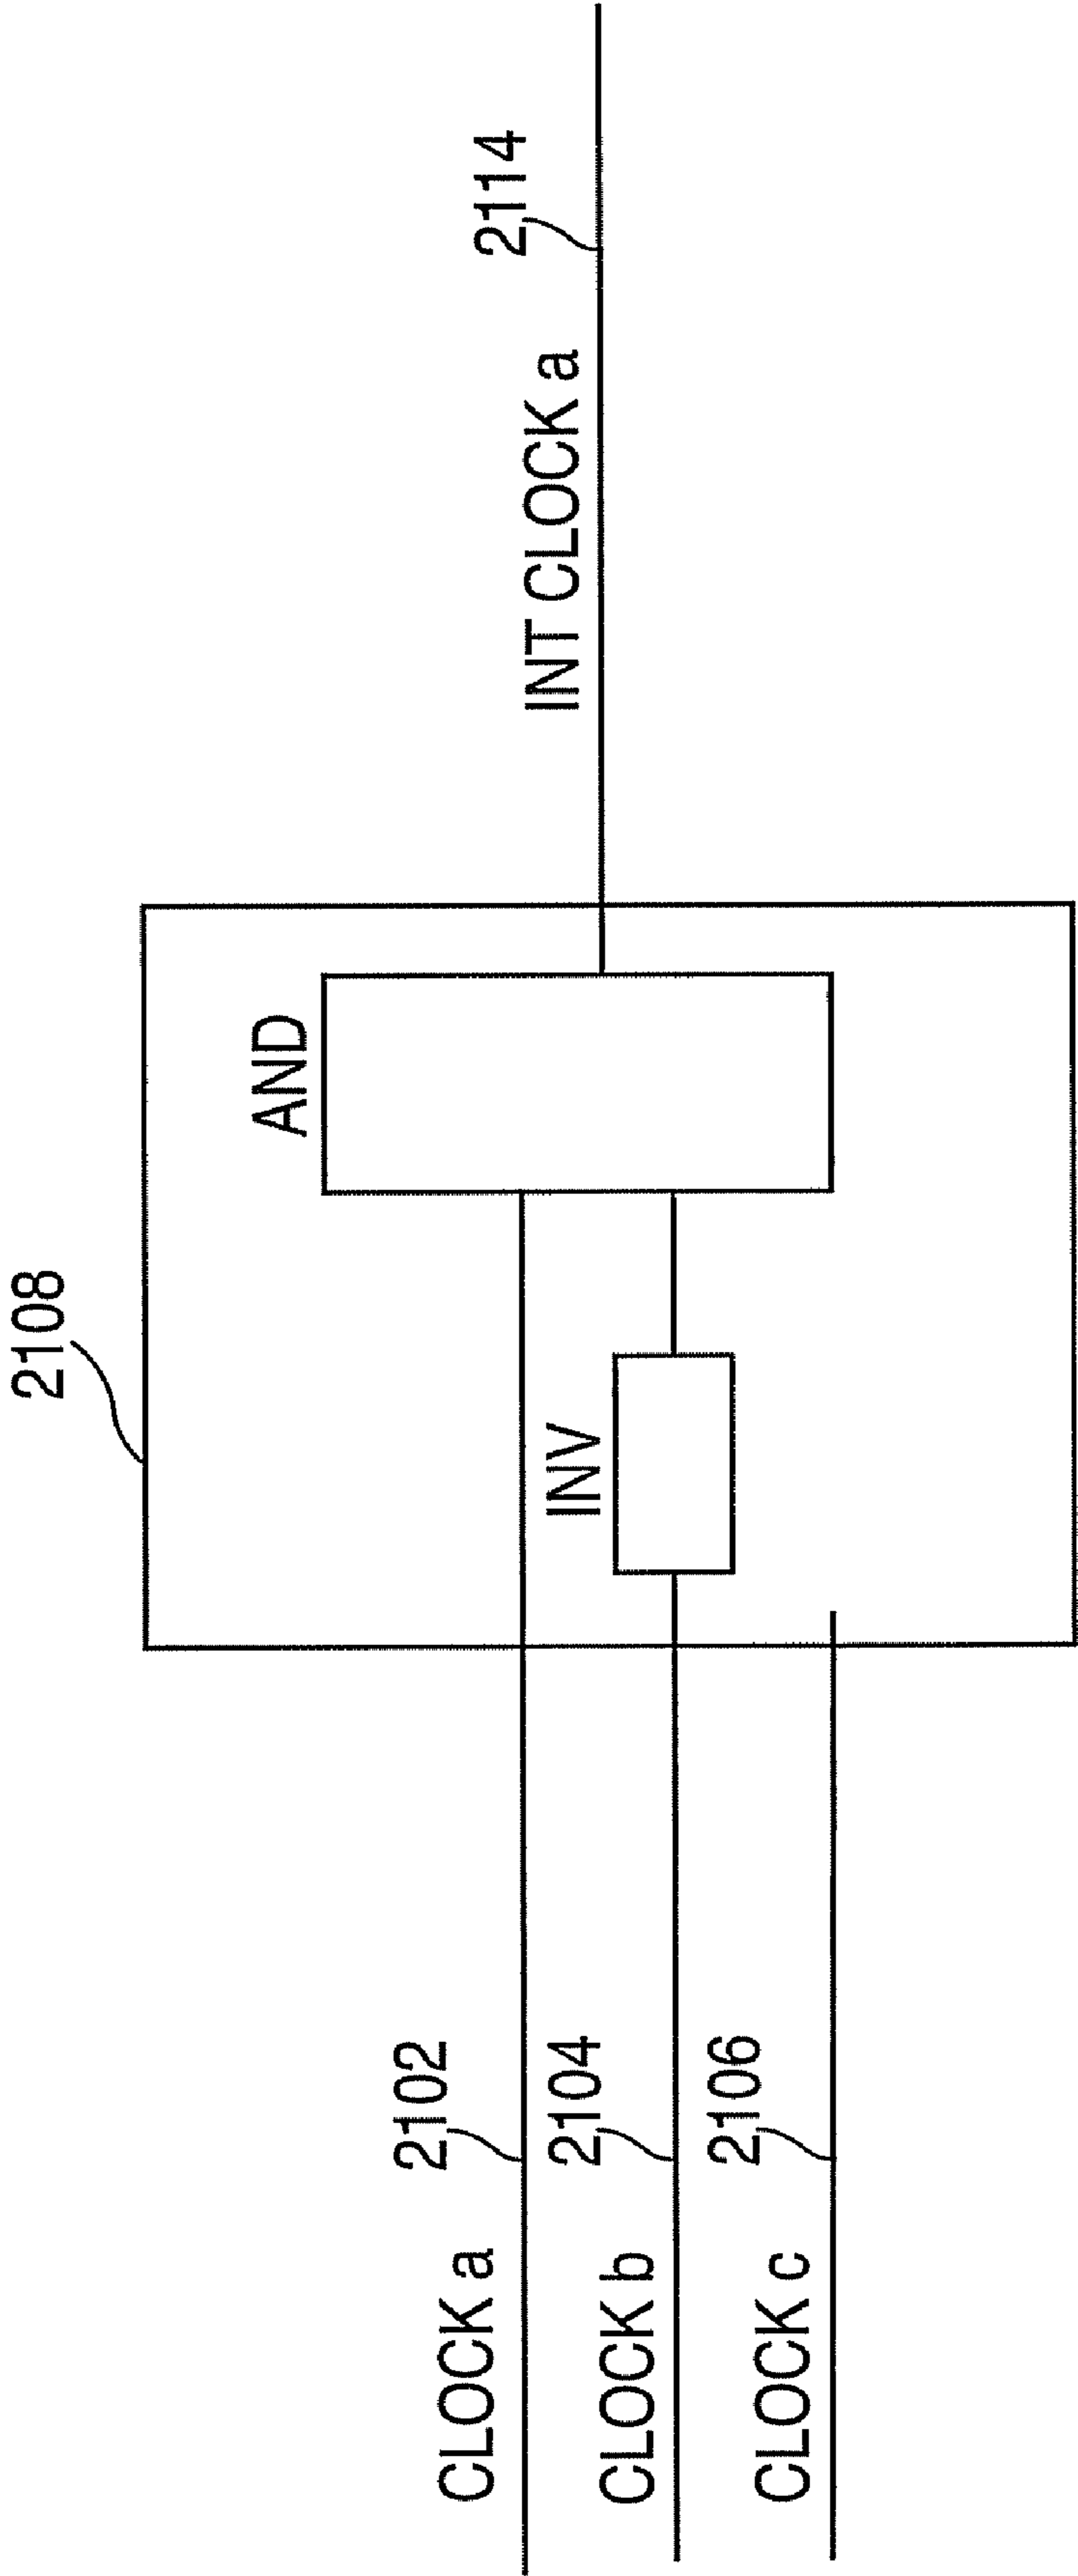 2108
AND
2114
INT CLOCK a
INV
2102
CLOCK a
2104
CLOCK b
2106
CLOCK c